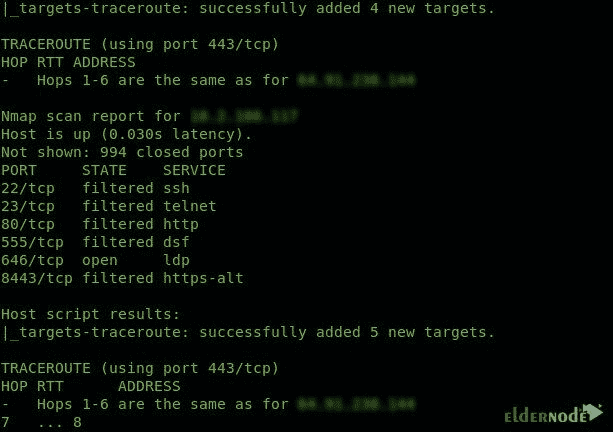 |_targets-traceroute: successfully added 4 new targets.
TRACEROUTE (using port 443/tcp)
HOP RTT ADDRESS
-   Hops 1-6 are the same as for
Nmap scan report for
Host is up (0.030s latency).
Not shown: 994 closed ports
PORT     STATE    SERVICE
22/tcp   filtered ssh
23/tcp   filtered telnet
80/tcp   filtered http
555/tcp  filtered dsf
646/tcp  open     ldp
8443/tcp filtered https-alt
Host script results:
|_targets-traceroute: successfully added 5 new targets.
TRACEROUTE (using port 443/tcp)
HOP RTT      ADDRESS
-   Hops 1-6 are the same as for
7   ... 8
ELDERNODE